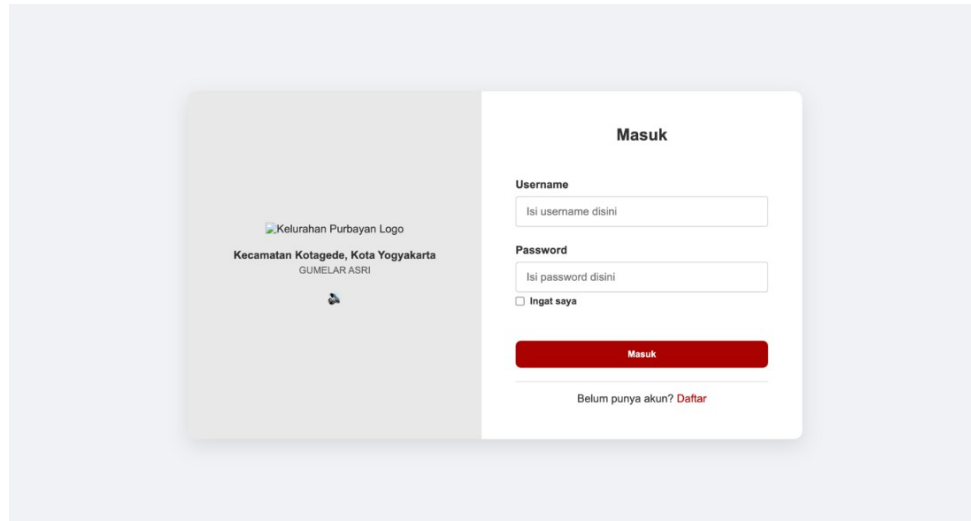 Kelurahan Purbayan Logo
Kecamatan Kotagede, Kota Yogyakarta
GUMELAR ASRI
Masuk
Username
Isi username disini
Password
Isi password disini
Ingat saya
Masuk
Belum punya akun? Daftar